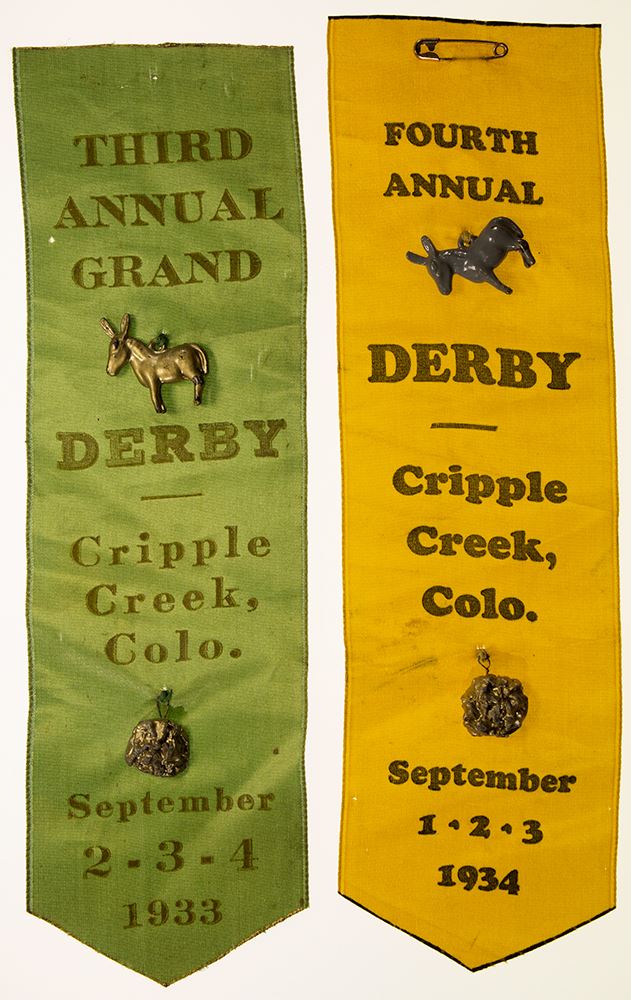 THIRD
ANNUAL
GRAND
DERBY
Cripple
Creek,
Colo.
September
2-3-4
1933
FOURTH
ANNUAL
DERBY
Cripple
Creek,
Colo.
September
1·2·3
1934